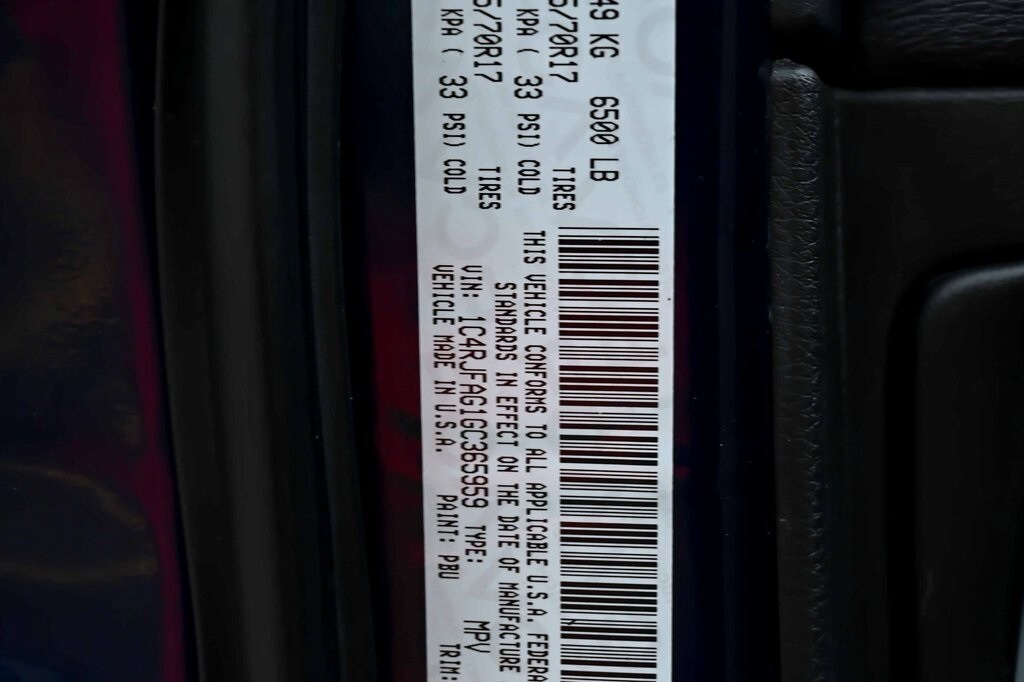 49 KG 6500 LB
5/70R17 TIRES
KPA ( 33 PSI) COLD
5/70R17 TIRES
KPA ( 33 PSI) COLD
THIS VEHICLE CONFORMS TO ALL APPLICABLE U.S.A. FEDERA
STANDARDS IN EFFECT ON THE DATE OF MANUFACTURE
VIN: 1C4RJFAG1GC365959 TYPE: MPV
VEHICLE MADE IN U.S.A. PAINT: PBU TRIM: